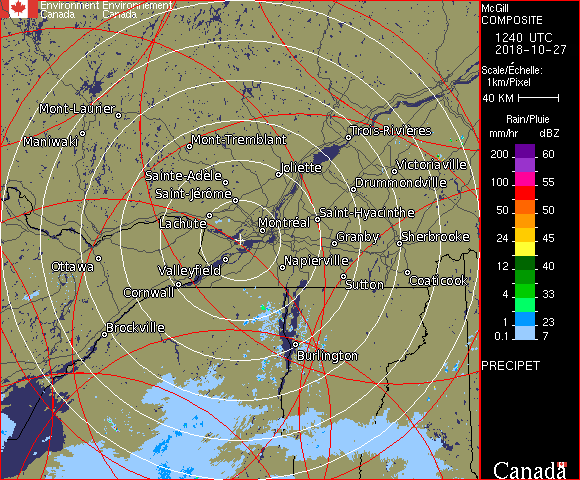 Environment Environnement
Canada Canada
McGill
COMPOSITE
1240 UTC
2018-10-27
Scale/Échelle:
1km/Pixel
40 KM
Rain/Pluie
mm/hr dBZ
200 60
100 55
50 50
24 45
12 40
4 33
1 23
0.1 7
PRECIPET
Canada
Mont-Laurier
Maniwaki
Mont-Tremblant
Trois-Rivières
Sainte-Adèle
Joliette
Victoriaville
Saint-Jérôme
Drummondville
Lachute
Montréal
Saint-Hyacinthe
Granby
Sherbrooke
Ottawa
Valleyfield
Napierville
Cornwall
Sutton
Coaticook
Brockville
Burlington